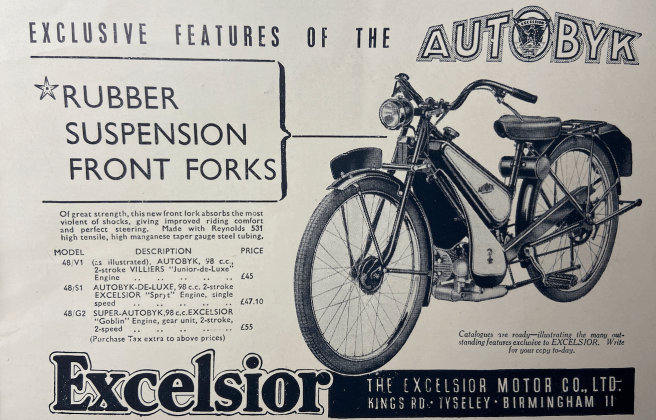 EXCLUSIVE FEATURES OF THE AUTOBYK
RUBBER
SUSPENSION
FRONT FORKS
Of great strength, this new front fork absorbs the most
violent of shocks, giving improved riding comfort
and perfect steering. Made with Reynolds 531
high tensile, high manganese taper gauge steel tubing.
MODEL DESCRIPTION PRICE
48/V1 (as illustrated), AUTOBYK, 98 c.c.,
2-stroke VILLIERS "Junior-de-Luxe"
Engine .. .. .. .. .. £45
48/S1 AUTOBYK-DE-LUXE, 98 c.c. 2-stroke
EXCELSIOR "Spryt" Engine, single
speed .. .. .. .. .. £47.10
48/G2 SUPER-AUTOBYK, 98 c.c. EXCELSIOR
"Goblin" Engine, gear unit, 2-stroke,
2-speed .. .. .. .. .. £55
(Purchase Tax extra to above prices)
Catalogues are ready—illustrating the many out-
standing features exclusive to EXCELSIOR. Write
for your copy to-day.
Excelsior
THE EXCELSIOR MOTOR CO., LTD.
KINGS RD · TYSELEY · BIRMINGHAM 11